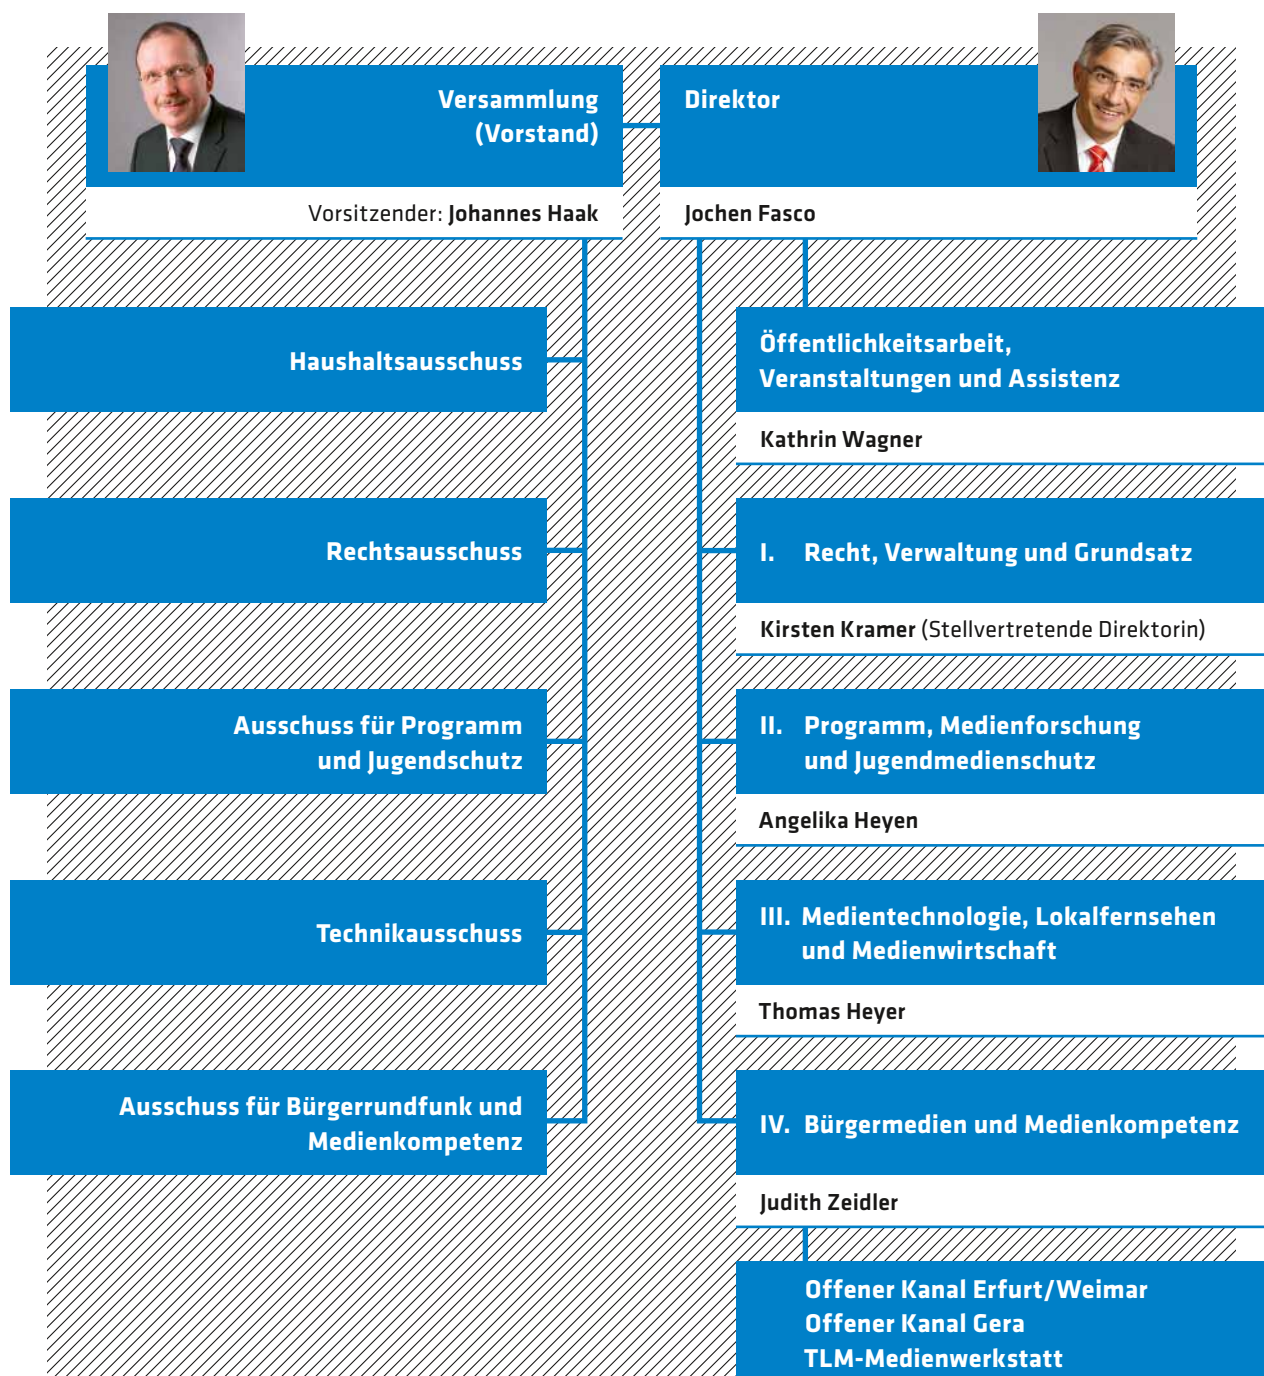 Versammlung
(Vorstand)
Vorsitzender: Johannes Haak
Direktor
Jochen Fasco
Haushaltsausschuss
Rechtsausschuss
Ausschuss für Programm
und Jugendschutz
Technikausschuss
Ausschuss für Bürgerrundfunk und
Medienkompetenz
Öffentlichkeitsarbeit,
Veranstaltungen und Assistenz
Kathrin Wagner
I. Recht, Verwaltung und Grundsatz
Kirsten Kramer (Stellvertretende Direktorin)
II. Programm, Medienforschung
und Jugendmedienschutz
Angelika Heyen
III. Medientechnologie, Lokalfernsehen
und Medienwirtschaft
Thomas Heyer
IV. Bürgermedien und Medienkompetenz
Judith Zeidler
Offener Kanal Erfurt/Weimar
Offener Kanal Gera
TLM-Medienwerkstatt